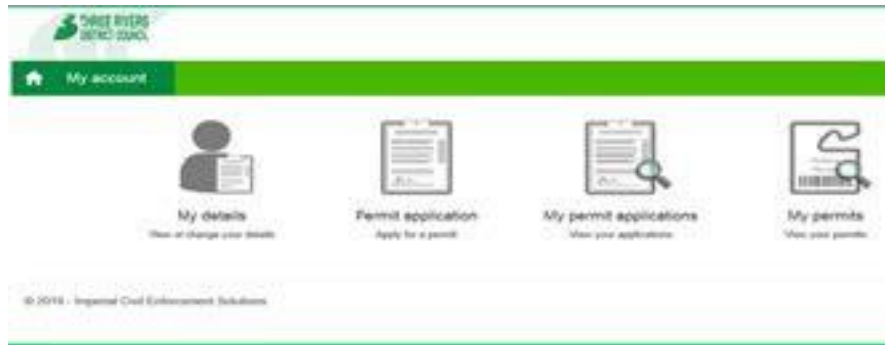 THREE RIVERS
DISTRICT COUNCIL
My account
My details
View or change your details
Permit application
Apply for a permit
My permit applications
View your applications
My permits
View your permits
© 2019 - Imperial Civil Enforcement Solutions